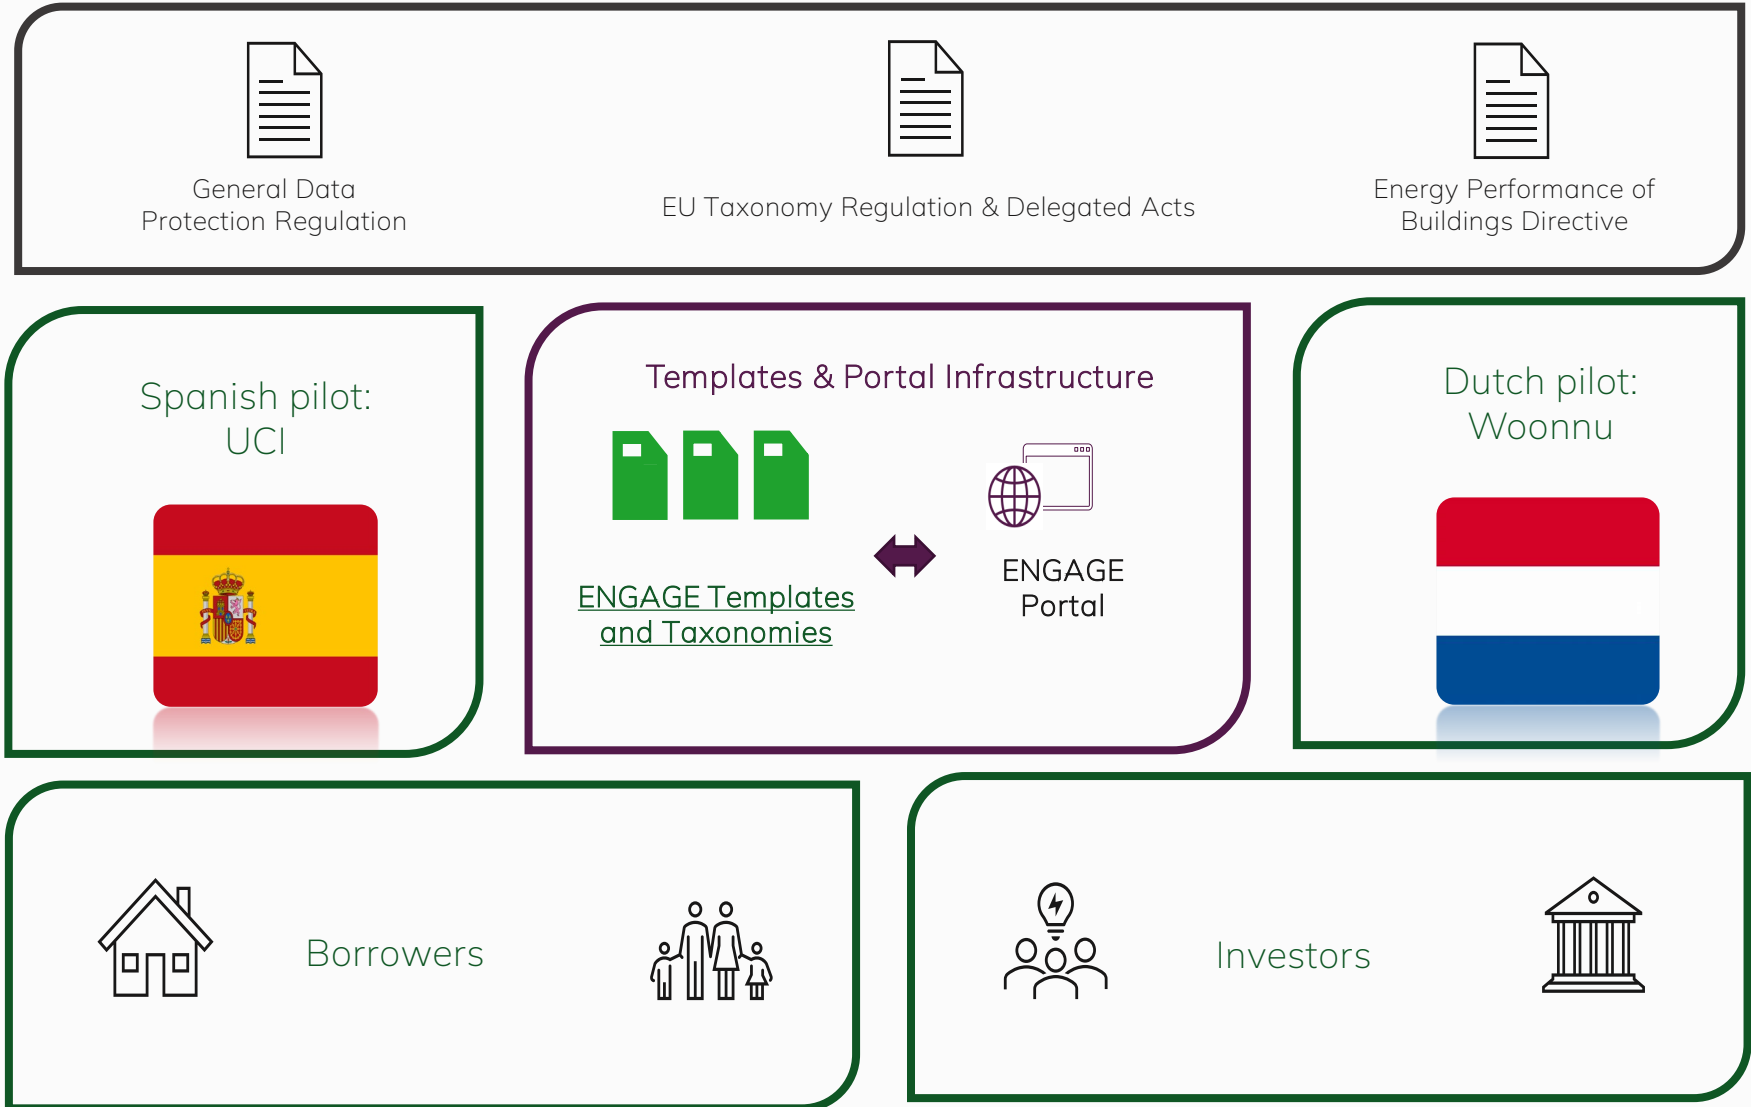 General Data
Protection Regulation
EU Taxonomy Regulation & Delegated Acts
Energy Performance of
Buildings Directive
Spanish pilot:
UCI
Templates & Portal Infrastructure
ENGAGE Templates
and Taxonomies
ENGAGE
Portal
Dutch pilot:
Woonnu
Borrowers
Investors